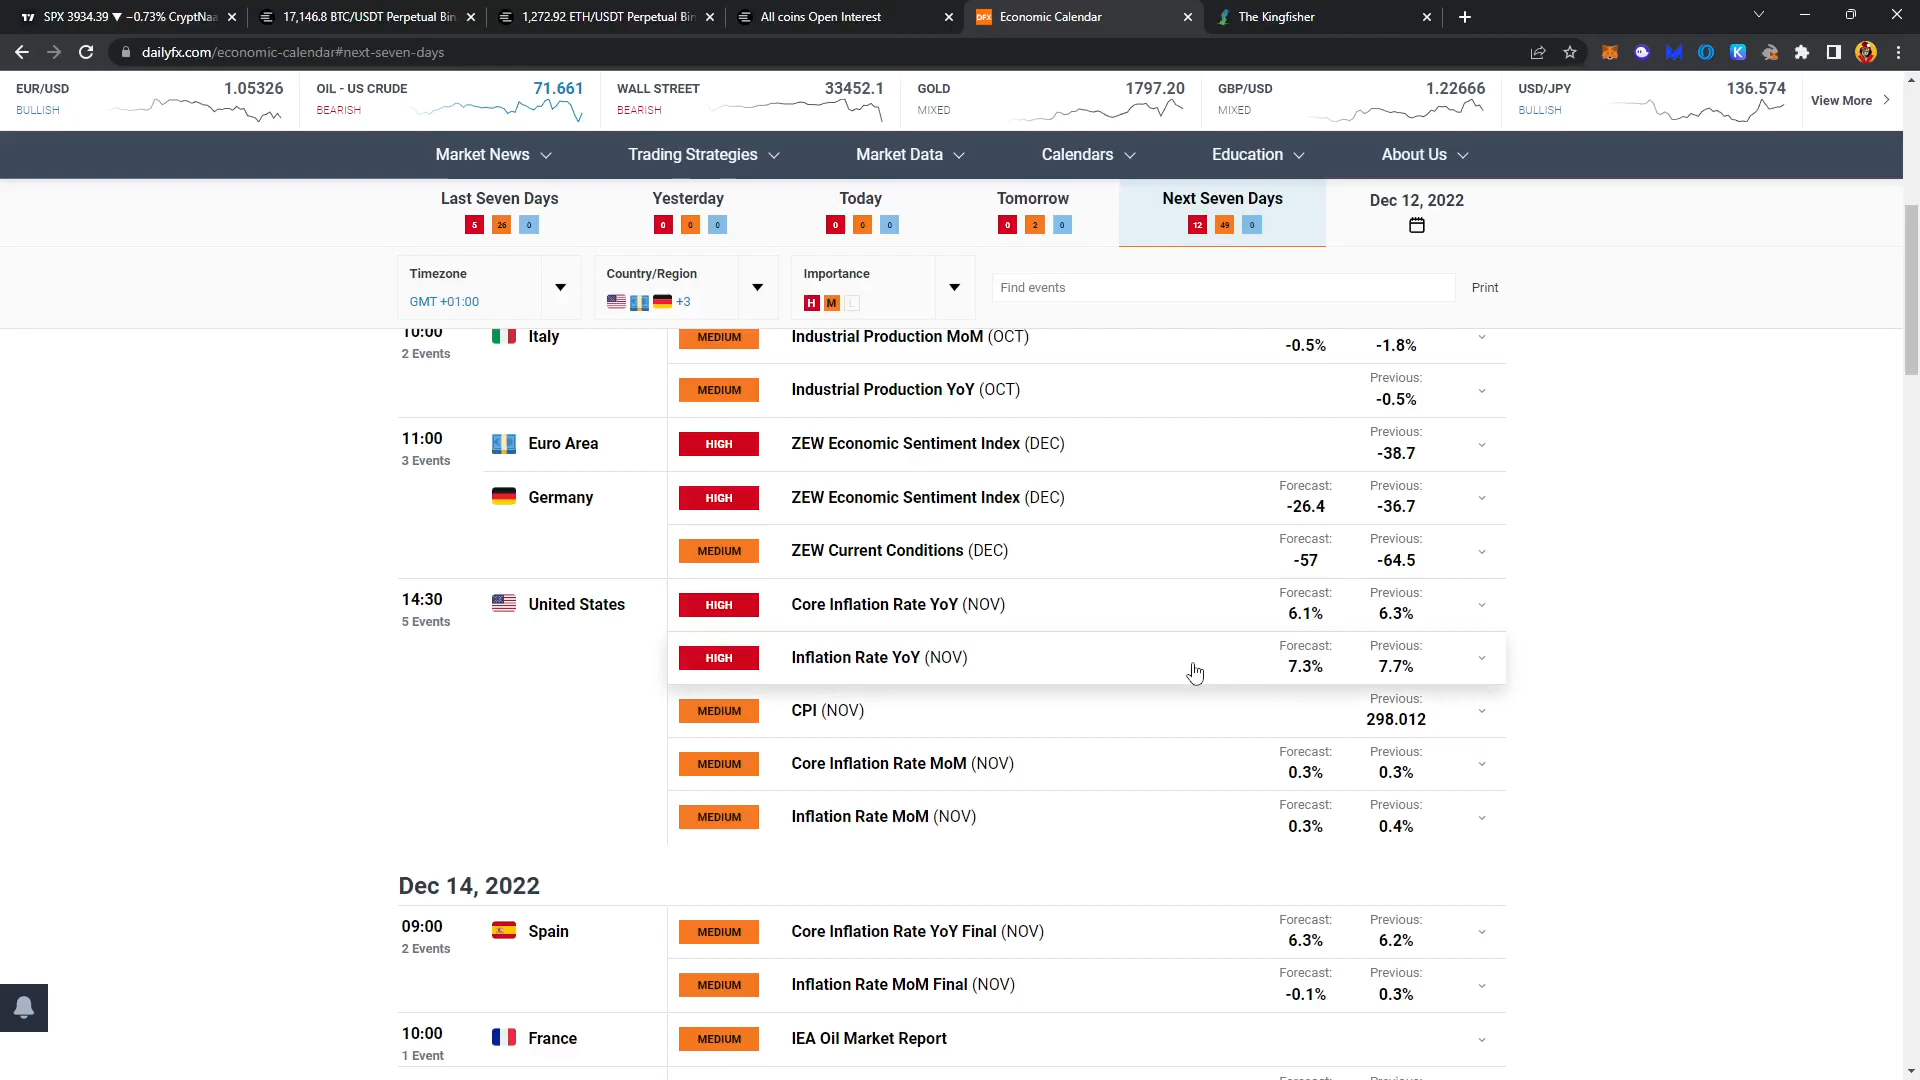 SPX 3934.39 ▼ −0.73% CryptNaa
17,146.8 BTC/USDT Perpetual Bin
1,272.92 ETH/USDT Perpetual Bin
All coins Open Interest
Economic Calendar
The Kingfisher
dailyfx.com/economic-calendar#next-seven-days
EUR/USD 1.05326
BULLISH
OIL - US CRUDE 71.661
BEARISH
WALL STREET 33452.1
BEARISH
GOLD 1797.20
MIXED
GBP/USD 1.22666
MIXED
USD/JPY 136.574
BULLISH
View More
Market News Trading Strategies Market Data Calendars Education About Us
Last Seven Days
5 26 0
Yesterday
0 0 0
Today
0 0 0
Tomorrow
0 2 0
Next Seven Days
12 49 0
Dec 12, 2022
Timezone
GMT +01:00
Country/Region
+3
Importance
H M L
Find events
Print
10:00 Italy MEDIUM Industrial Production MoM (OCT) -0.5% -1.8%
2 Events
MEDIUM Industrial Production YoY (OCT) Previous: -0.5%
11:00 Euro Area HIGH ZEW Economic Sentiment Index (DEC) Previous: -38.7
3 Events
Germany HIGH ZEW Economic Sentiment Index (DEC) Forecast: -26.4 Previous: -36.7
MEDIUM ZEW Current Conditions (DEC) Forecast: -57 Previous: -64.5
14:30 United States HIGH Core Inflation Rate YoY (NOV) Forecast: 6.1% Previous: 6.3%
5 Events
HIGH Inflation Rate YoY (NOV) Forecast: 7.3% Previous: 7.7%
MEDIUM CPI (NOV) Previous: 298.012
MEDIUM Core Inflation Rate MoM (NOV) Forecast: 0.3% Previous: 0.3%
MEDIUM Inflation Rate MoM (NOV) Forecast: 0.3% Previous: 0.4%
Dec 14, 2022
09:00 Spain MEDIUM Core Inflation Rate YoY Final (NOV) Forecast: 6.3% Previous: 6.2%
2 Events
MEDIUM Inflation Rate MoM Final (NOV) Forecast: -0.1% Previous: 0.3%
10:00 France MEDIUM IEA Oil Market Report
1 Event